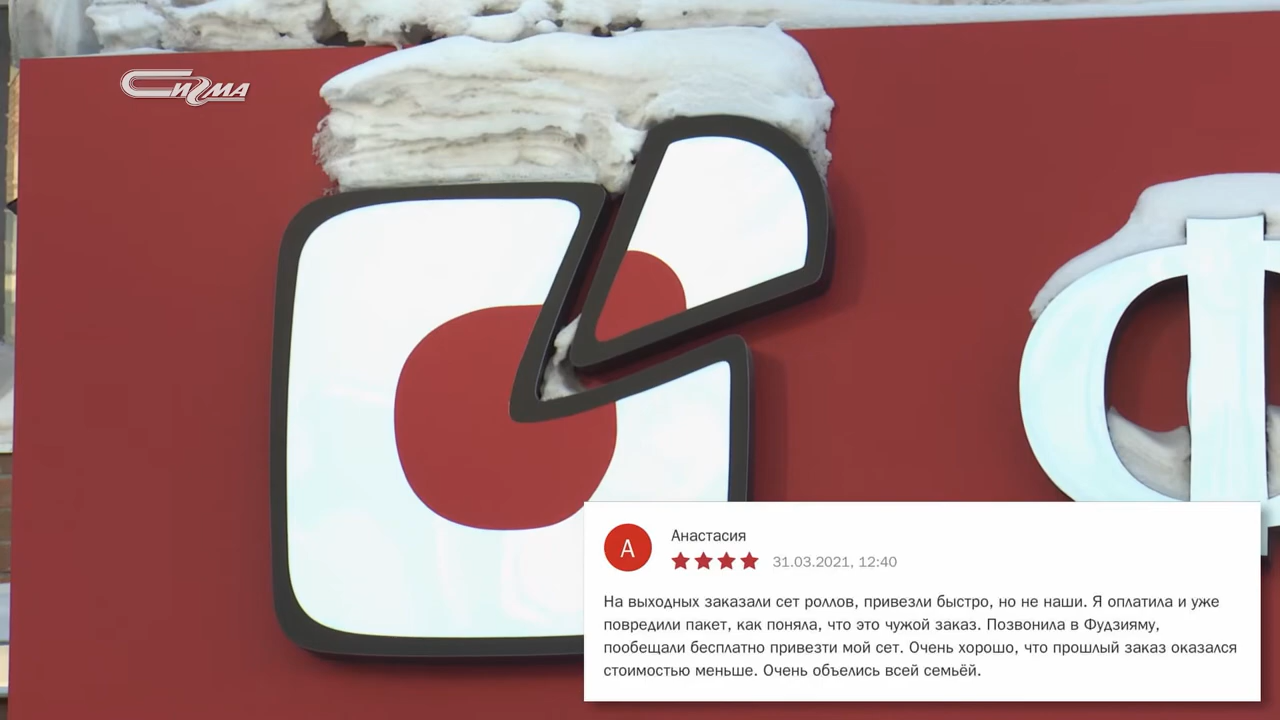 Сигма
Ф
А
Анастасия
31.03.2021, 12:40
На выходных заказали сет роллов, привезли быстро, но не наши. Я оплатила и уже
повредили пакет, как поняла, что это чужой заказ. Позвонила в Фудзияму,
пообещали бесплатно привезти мой сет. Очень хорошо, что прошлый заказ оказался
стоимостью меньше. Очень объелись всей семьёй.